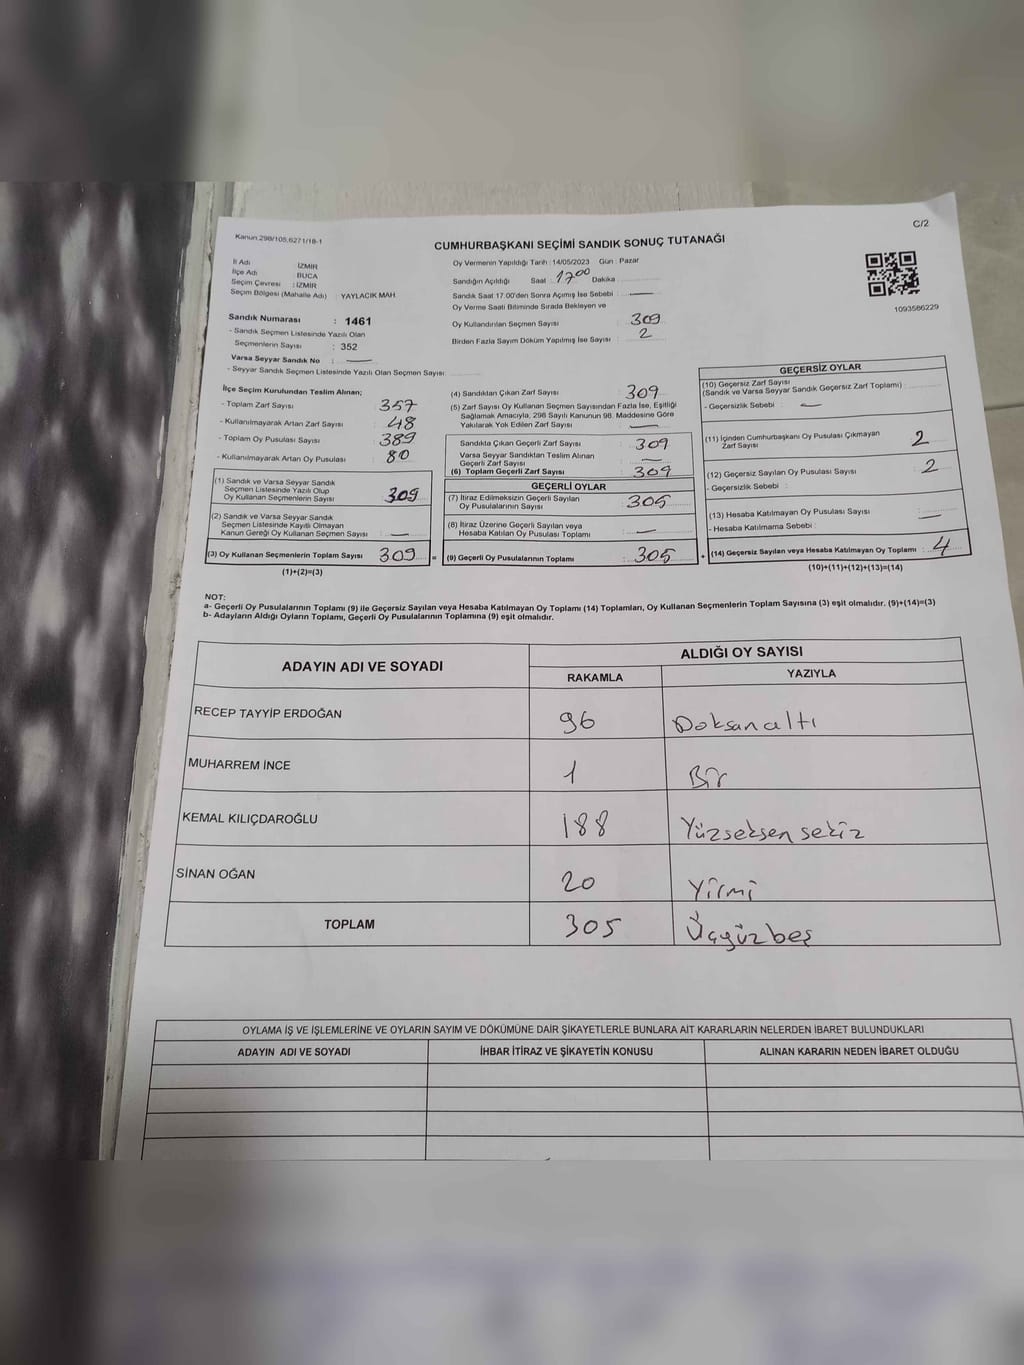 C/2
Kanun 298/105,6271/18-1
CUMHURBAŞKANI SEÇİMİ SANDIK SONUÇ TUTANAĞI
İl Adı İZMİR
İlçe Adı BUCA
Seçim Çevresi : İZMİR
Seçim Bölgesi (Mahalle Adı) : YAYLACIK MAH
Sandık Numarası : 1461
- Sandık Seçmen Listesinde Yazılı Olan
Seçmenlerin Sayısı : 352
Varsa Seyyar Sandık No : —
- Seyyar Sandık Seçmen Listesinde Yazılı Olan Seçmen Sayısı:
Oy Vermenin Yapıldığı Tarih : 14/05/2023 Gün : Pazar
Sandığın Açıldığı Saat : 17 00 Dakika
Sandık Saat 17:00'den Sonra Açımış İse Sebebi : —
Oy Verme Saati Bitiminde Sırada Bekleyen ve
Oy Kullandırılan Seçmen Sayısı : 309
Birden Fazla Sayım Döküm Yapılmış İse Sayısı : 2
1093586229
İlçe Seçim Kurulundan Teslim Alınan;
- Toplam Zarf Sayısı : 357
- Kullanılmayarak Artan Zarf Sayısı : 48
- Toplam Oy Pusulası Sayısı : 389
- Kullanılmayarak Artan Oy Pusulası : 80
(1) Sandık ve Varsa Seyyar Sandık
Seçmen Listesinde Yazılı Olup
Oy Kullanan Seçmenlerin Sayısı : 309
(2) Sandık ve Varsa Seyyar Sandık
Seçmen Listesinde Kayıtlı Olmayan
Kanun Gereği Oy Kullanan Seçmen Sayısı : —
(3) Oy Kullanan Seçmenlerin Toplam Sayısı : 309 =
(1)+(2)=(3)
(4) Sandıktan Çıkan Zarf Sayısı : 309
(5) Zarf Sayısı Oy Kullanan Seçmen Sayısından Fazla İse, Eşitliği
Sağlamak Amacıyla, 298 Sayılı Kanunun 98. Maddesine Göre
Yakılarak Yok Edilen Zarf Sayısı : —
Sandıkta Çıkan Geçerli Zarf Sayısı : 309
Varsa Seyyar Sandıktan Teslim Alınan
Geçerli Zarf Sayısı : —
(6) Toplam Geçerli Zarf Sayısı : 309
GEÇERLİ OYLAR
(7) İtiraz Edilmeksizin Geçerli Sayılan
Oy Pusulalarının Sayısı : 305
(8) İtiraz Üzerine Geçerli Sayılan veya
Hesaba Katılan Oy Pusulası Toplamı : —
(9) Geçerli Oy Pusulalarının Toplamı : 305 +
GEÇERSİZ OYLAR
(10) Geçersiz Zarf Sayısı
(Sandık ve Varsa Seyyar Sandık Geçersiz Zarf Toplamı) :
- Geçersizlik Sebebi : —
(11) İçinden Cumhurbaşkanı Oy Pusulası Çıkmayan
Zarf Sayısı : 2
(12) Geçersiz Sayılan Oy Pusulası Sayısı : 2
- Geçersizlik Sebebi :
(13) Hesaba Katılmayan Oy Pusulası Sayısı : —
- Hesaba Katılmama Sebebi :
(14) Geçersiz Sayılan veya Hesaba Katılmayan Oy Toplamı : 4
(10)+(11)+(12)+(13)=(14)
NOT:
a- Geçerli Oy Pusulalarının Toplamı (9) ile Geçersiz Sayılan veya Hesaba Katılmayan Oy Toplamı (14) Toplamları, Oy Kullanan Seçmenlerin Toplam Sayısına (3) eşit olmalıdır. (9)+(14)=(3)
b- Adayların Aldığı Oyların Toplamı, Geçerli Oy Pusulalarının Toplamına (9) eşit olmalıdır.
ADAYIN ADI VE SOYADI ALDIĞI OY SAYISI
RAKAMLA YAZIYLA
RECEP TAYYİP ERDOĞAN 96 Doksanaltı
MUHARREM İNCE 1 Bir
KEMAL KILIÇDAROĞLU 188 Yüzseksen sekiz
SİNAN OĞAN 20 Yirmi
TOPLAM 305 Üçyüzbeş
OYLAMA İŞ VE İŞLEMLERİNE VE OYLARIN SAYIM VE DÖKÜMÜNE DAİR ŞİKAYETLERLE BUNLARA AİT KARARLARIN NELERDEN İBARET BULUNDUKLARI
ADAYIN ADI VE SOYADI İHBAR İTİRAZ VE ŞİKAYETİN KONUSU ALINAN KARARIN NEDEN İBARET OLDUĞU